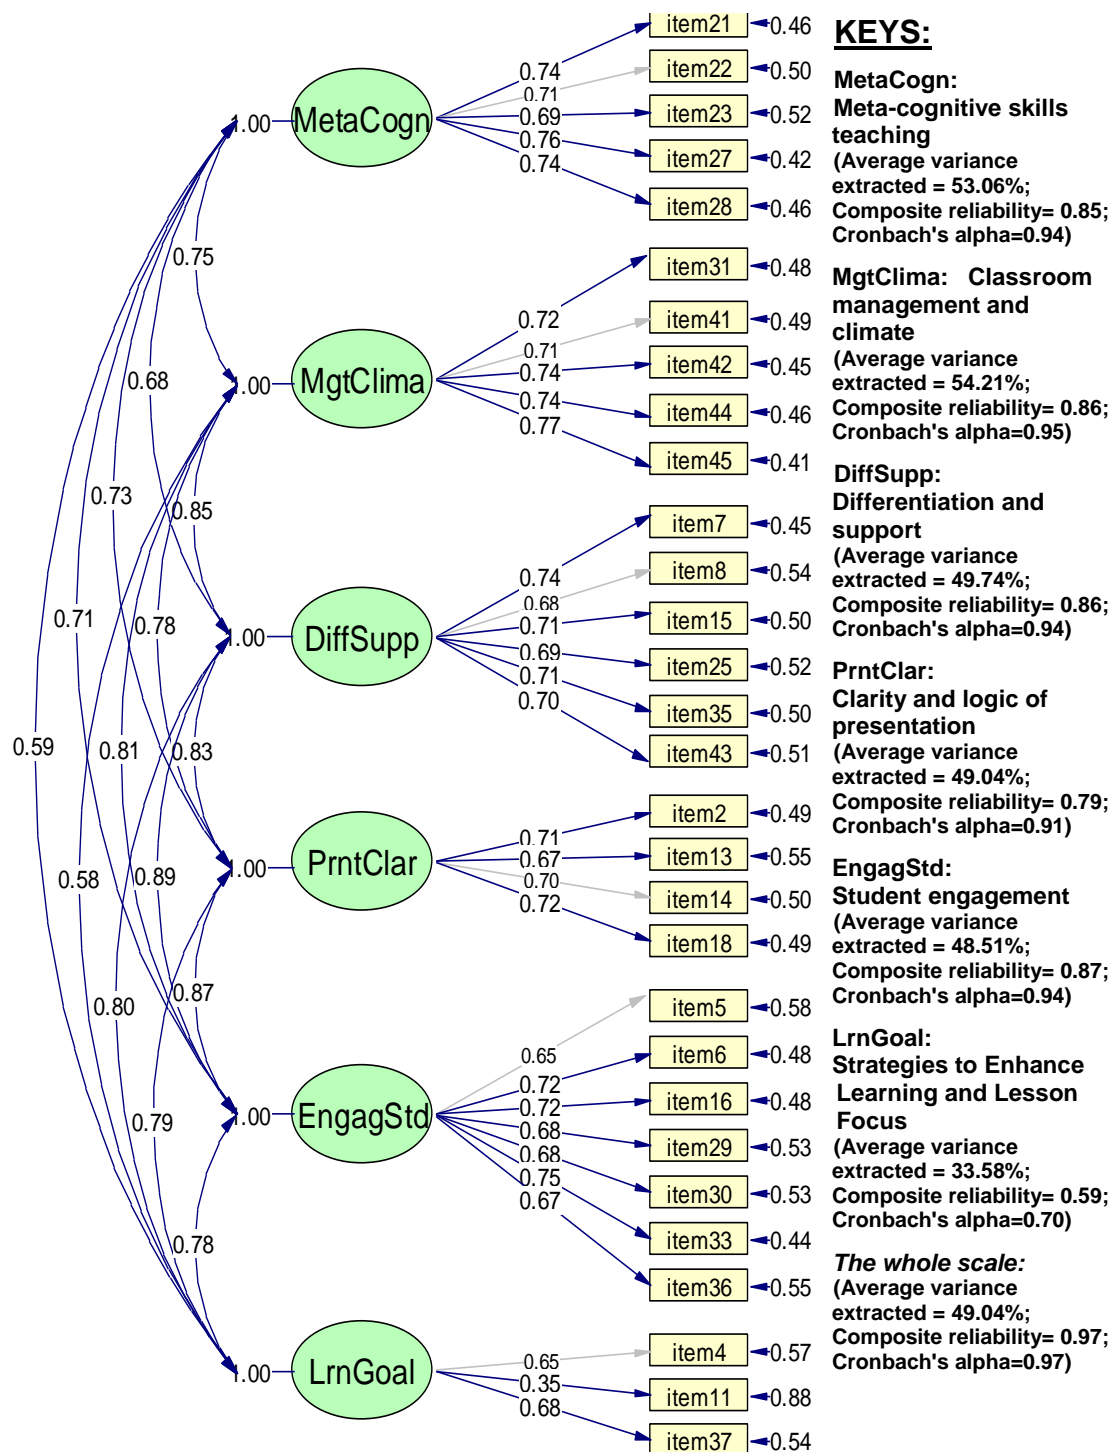 item21 0.46
KEYS:
0.74
item22 0.50
0.71
MetaCogn:
1.00 MetaCogn
0.69
item23 0.52
Meta-cognitive skills
teaching
0.76
item27 0.42
(Average variance
extracted = 53.06%;
0.74
item28 0.46
Composite reliability= 0.85;
Cronbach's alpha=0.94)
0.75
item31 0.48
MgtClima: Classroom
management and
climate
0.72
item41 0.49
0.71
(Average variance
extracted = 54.21%;
0.68
1.00 MgtClima
0.74
item42 0.45
0.74
item44 0.46
Composite reliability= 0.86;
Cronbach's alpha=0.95)
0.77
item45 0.41
DiffSupp:
Differentiation and
support
0.73
0.85
item7 0.45
(Average variance
extracted = 49.74%;
0.74
item8 0.54
0.68
Composite reliability= 0.86;
Cronbach's alpha=0.94)
0.71
0.78
1.00 DiffSupp
0.71
item15 0.50
0.69
item25 0.52
0.71
item35 0.50
0.70
item43 0.51
PrntClar:
Clarity and logic of
presentation
0.59
0.81
0.83
(Average variance
extracted = 49.04%;
Composite reliability= 0.79;
Cronbach's alpha=0.91)
item2 0.49
0.71
1.00 PrntClar
0.67
item13 0.55
0.70
item14 0.50
0.72
item18 0.49
EngagStd:
Student engagement
0.58
0.89
(Average variance
extracted = 48.51%;
Composite reliability= 0.87;
Cronbach's alpha=0.94)
0.80
0.87
item5 0.58
0.65
item6 0.48
0.72
LrnGoal:
Strategies to Enhance
Learning and Lesson
Focus
0.79
1.00 EngagStd
0.72
item16 0.48
0.68
item29 0.53
0.68
item30 0.53
0.75
item33 0.44
0.67
item36 0.55
(Average variance
extracted = 33.58%;
Composite reliability= 0.59;
Cronbach's alpha=0.70)
0.78
The whole scale:
(Average variance
extracted = 49.04%;
Composite reliability= 0.97;
Cronbach's alpha=0.97)
1.00 LrnGoal
0.65
item4 0.57
0.35
item11 0.88
0.68
item37 0.54